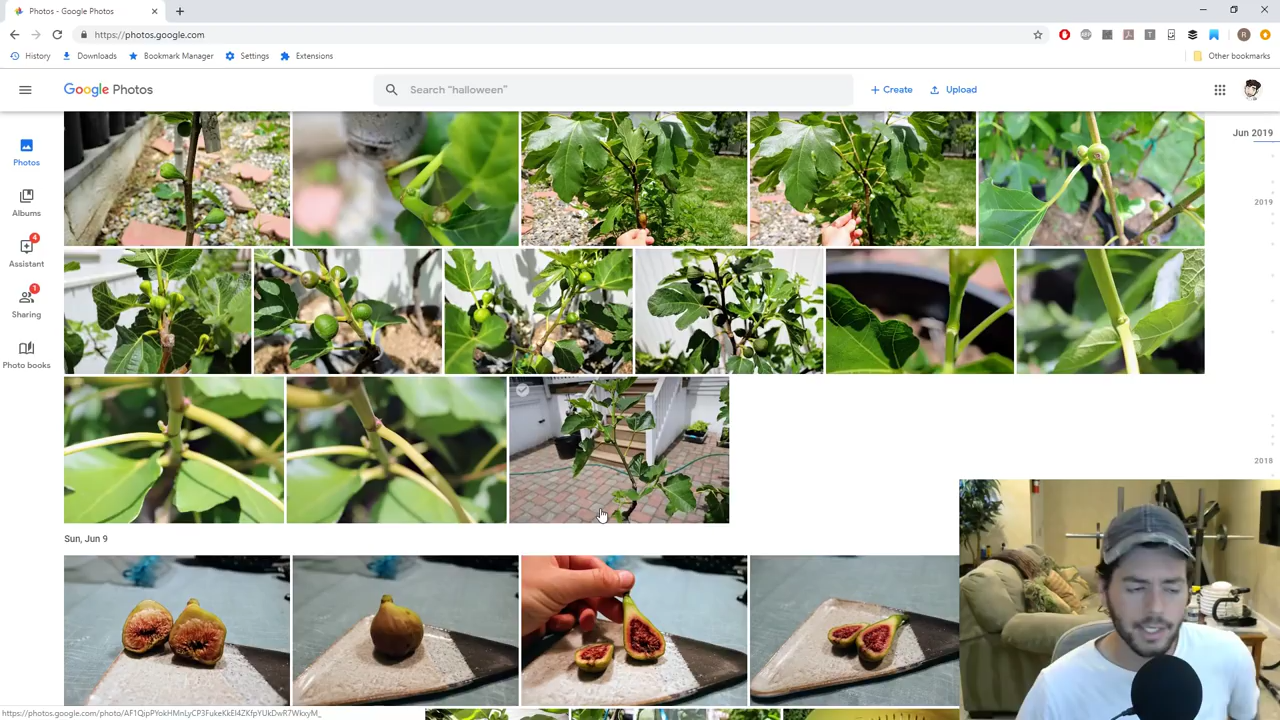 Photos - Google Photos
https://photos.google.com
History
Downloads
Bookmark Manager
Settings
Extensions
Other bookmarks
Google Photos
Search “halloween”
+ Create
Upload
Photos
Albums
4
Assistant
1
Sharing
Photo books
Jun 2019
2019
2018
Sun, Jun 9